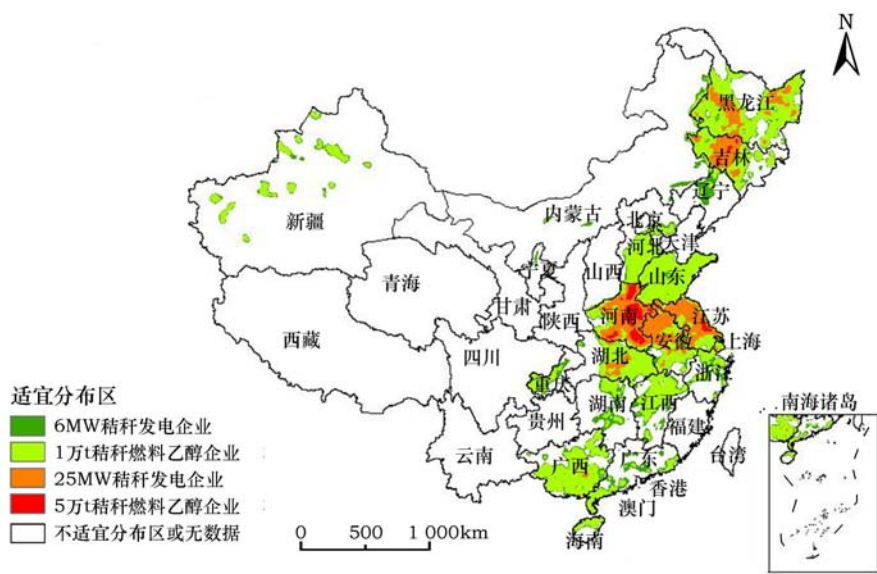 N
黑龙江
吉林
辽宁
内蒙古
北京
天津
河北
新疆
宁夏
山西
山东
青海
甘肃
陕西
河南
江苏
西藏
安徽
上海
四川
湖北
重庆
浙江
湖南
江西
贵州
福建
云南
广西
广东
台湾
香港
澳门
海南
南海诸岛
适宜分布区
6MW秸秆发电企业
1万t秸秆燃料乙醇企业
25MW秸秆发电企业
5万t秸秆燃料乙醇企业
不适宜分布区或无数据
0 500 1 000km